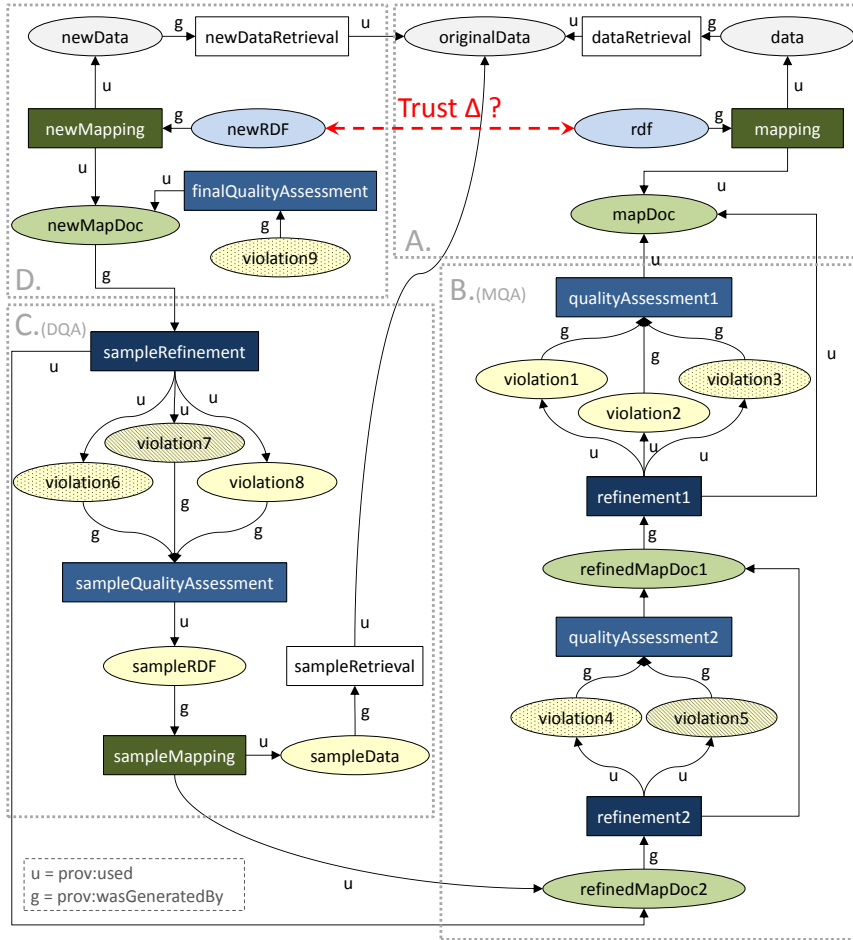 newData
g
newDataRetrieval
u
originalData
u
dataRetrieval
g
data
u
u
Trust Δ ?
newMapping
g
newRDF
rdf
g
mapping
u
u
u
finalQualityAssessment
newMapDoc
mapDoc
g
violation9
A.
u
D.
g
B.(MQA)
qualityAssessment1
C.(DQA)
g
g
g
sampleRefinement
u
u
u
u
u
violation1
violation3
violation2
violation7
u
u
u
violation6
violation8
g
refinement1
g
g
g
refinedMapDoc1
sampleQualityAssessment
u
u
qualityAssessment2
sampleRDF
sampleRetrieval
g
g
g
g
violation4
violation5
sampleMapping
u
sampleData
u
u
refinement2
g
u = prov:used
g = prov:wasGeneratedBy
u
refinedMapDoc2